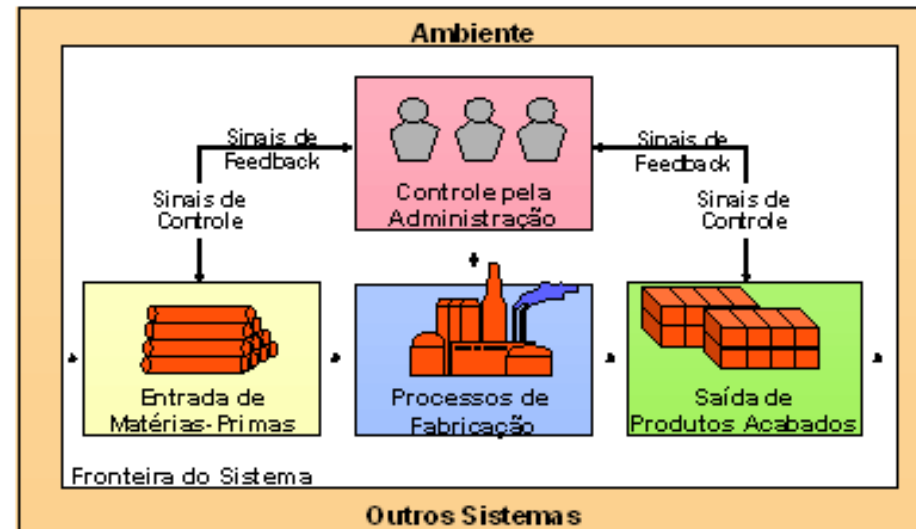 Ambiente
Sinais de
Feedback
Sinais de
Feedback
Controle pela
Administração
Sinais de
Controle
Sinais de
Controle
Entrada de
Matérias-Primas
Processos de
Fabricação
Saída de
Produtos Acabados
Fronteira do Sistema
Outros Sistemas